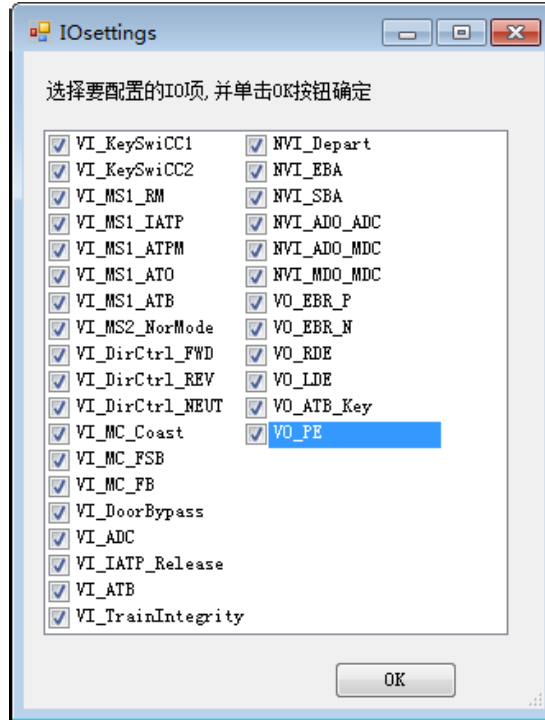 IOsettings
选择要配置的IO项,并单击OK按钮确定
VI_KeySwiCC1
VI_KeySwiCC2
VI_MS1_RM
VI_MS1_IATP
VI_MS1_ATPM
VI_MS1_ATO
VI_MS1_ATB
VI_MS2_NorMode
VI_DirCtrl_FWD
VI_DirCtrl_REV
VI_DirCtrl_NEUT
VI_MC_Coast
VI_MC_FSB
VI_MC_FB
VI_DoorBypass
VI_ADC
VI_IATP_Release
VI_ATB
VI_TrainIntegrity
NVI_Depart
NVI_EBA
NVI_SBA
NVI_ADO_ADC
NVI_ADO_MDC
NVI_MDO_MDC
VO_EBR_P
VO_EBR_N
VO_RDE
VO_LDE
VO_ATB_Key
VO_PE
OK